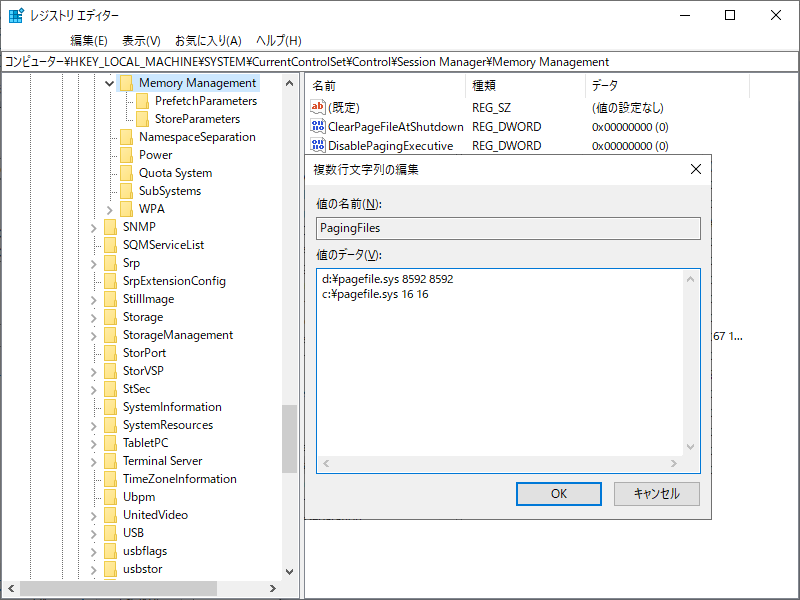 レジストリ エディター
編集(E) 表示(V) お気に入り(A) ヘルプ(H)
コンピューター¥HKEY_LOCAL_MACHINE¥SYSTEM¥CurrentControlSet¥Control¥Session Manager¥Memory Management
Memory Management
PrefetchParameters
StoreParameters
NamespaceSeparation
Power
Quota System
SubSystems
WPA
SNMP
SQMServiceList
Srp
SrpExtensionConfig
StillImage
Storage
StorageManagement
StorPort
StorVSP
StSec
SystemInformation
SystemResources
TabletPC
Terminal Server
TimeZoneInformation
Ubpm
UnitedVideo
USB
usbflags
usbstor
名前 種類 データ
(既定) REG_SZ (値の設定なし)
ClearPageFileAtShutdown REG_DWORD 0x00000000 (0)
DisablePagingExecutive REG_DWORD 0x00000000 (0)
67 1...
複数行文字列の編集
値の名前(N):
PagingFiles
値のデータ(V):
d:¥pagefile.sys 8592 8592
c:¥pagefile.sys 16 16
OK キャンセル